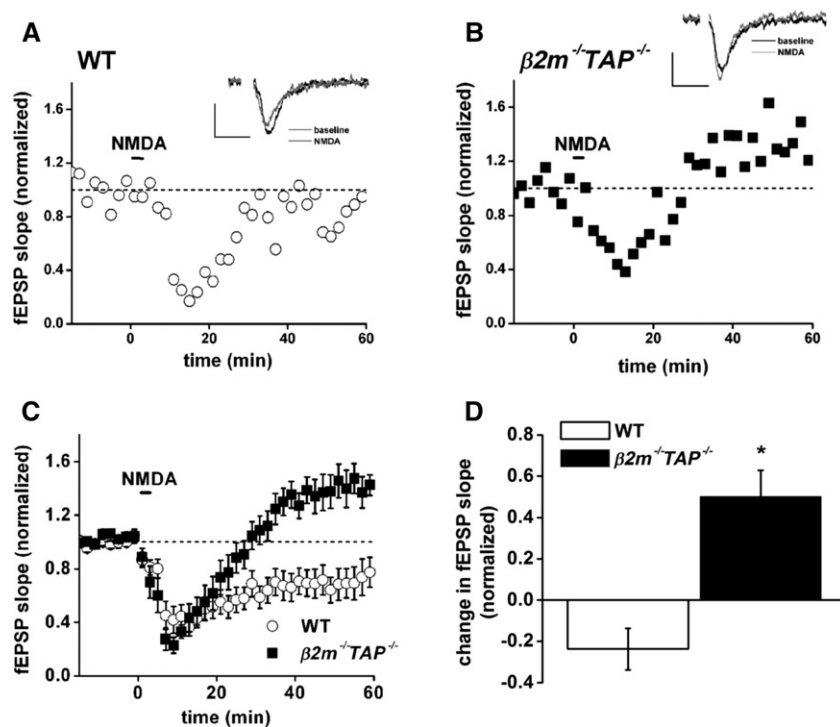 A
WT
baseline
NMDA
fEPSP slope (normalized)
1.6
1.2
0.8
0.4
0.0
NMDA
0 20 40 60
time (min)
B
β2m⁻/⁻TAP⁻/⁻
baseline
NMDA
fEPSP slope (normalized)
1.6
1.2
0.8
0.4
0.0
NMDA
0 20 40 60
time (min)
C
fEPSP slope (normalized)
1.6
1.2
0.8
0.4
0.0
NMDA
WT
β2m⁻/⁻TAP⁻/⁻
0 20 40 60
time (min)
D
WT
β2m⁻/⁻TAP⁻/⁻
change in fEPSP slope
(normalized)
0.8
0.6
0.4
0.2
0.0
-0.2
-0.4
*